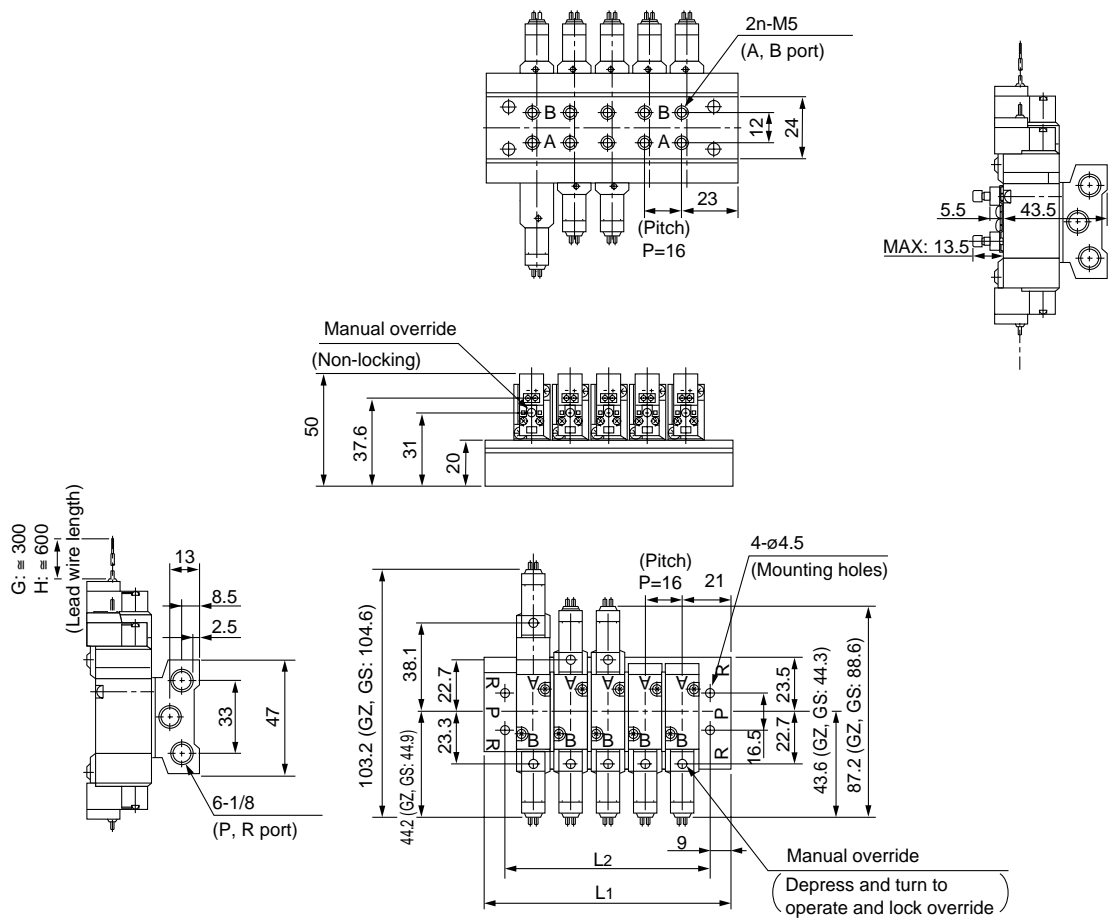 2n-M5
(A, B port)
B
B
A
A
12
24
23
(Pitch)
P=16
5.5
43.5
MAX: 13.5
Manual override
(Non-locking)
50
37.6
31
20
- +
- +
- +
- +
- +
G: ≅ 300
H: ≅ 600
(Lead wire length)
13
8.5
2.5
33
47
6-1/8
(P, R port)
(Pitch)
P=16
21
4-ø4.5
(Mounting holes)
103.2 (GZ, GS: 104.6)
38.1
22.7
23.3
44.2 (GZ, GS: 44.9)
R
P
R
A
A
A
A
A
B
B
B
B
B
R
P
R
16.5
23.5
22.7
43.6 (GZ, GS: 44.3)
87.2 (GZ, GS: 88.6)
9
L2
L1
Manual override
(Depress and turn to
operate and lock override)